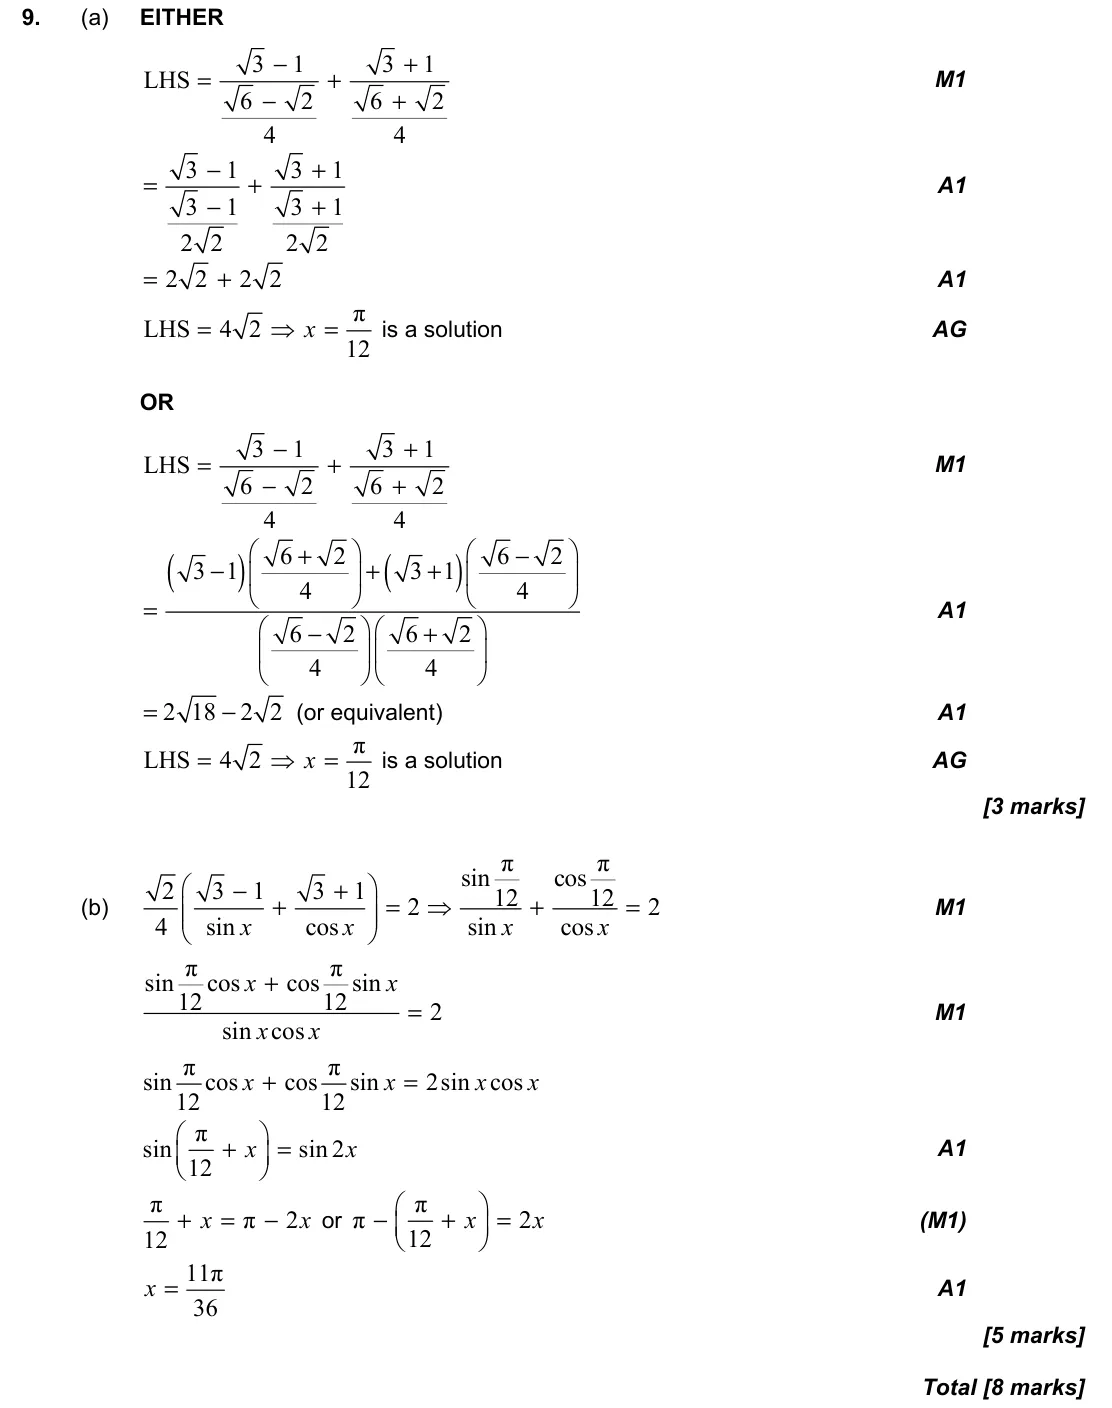 9. (a) EITHER
LHS = (√3 − 1)/((√6 − √2)/4) + (√3 + 1)/((√6 + √2)/4) M1
= (√3 − 1)/((√3 − 1)/(2√2)) + (√3 + 1)/((√3 + 1)/(2√2)) A1
= 2√2 + 2√2 A1
LHS = 4√2 ⇒ x = π/12 is a solution AG
OR
LHS = (√3 − 1)/((√6 − √2)/4) + (√3 + 1)/((√6 + √2)/4) M1
= ((√3 − 1)((√6 + √2)/4) + (√3 + 1)((√6 − √2)/4))/(((√6 − √2)/4)((√6 + √2)/4)) A1
= 2√18 − 2√2 (or equivalent) A1
LHS = 4√2 ⇒ x = π/12 is a solution AG
[3 marks]
(b) √2/4 ((√3 − 1)/sin x + (√3 + 1)/cos x) = 2 ⇒ (sin π/12)/(sin x) + (cos π/12)/(cos x) = 2 M1
(sin π/12 cos x + cos π/12 sin x)/(sin x cos x) = 2 M1
sin π/12 cos x + cos π/12 sin x = 2 sin x cos x
sin(π/12 + x) = sin 2x A1
π/12 + x = π − 2x or π − (π/12 + x) = 2x (M1)
x = 11π/36 A1
[5 marks]
Total [8 marks]